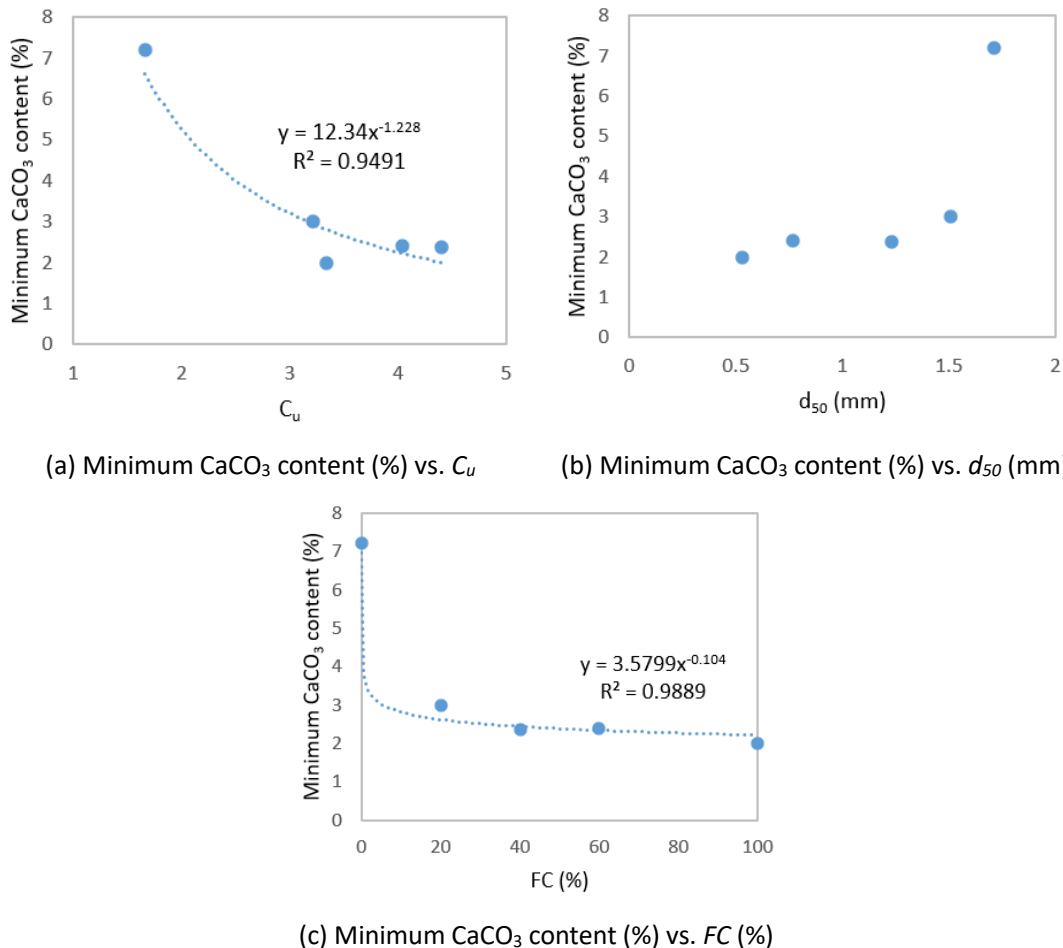 Minimum CaCO₃ content (%)
8
7
6
5
4
3
2
1
0
y = 12.34x⁻¹·²²⁸
R² = 0.9491
1 2 3 4 5
Cᵤ
(a) Minimum CaCO₃ content (%) vs. Cᵤ
Minimum CaCO₃ content (%)
8
7
6
5
4
3
2
1
0
0 0.5 1 1.5 2
d₅₀ (mm)
(b) Minimum CaCO₃ content (%) vs. d₅₀ (mm)
Minimum CaCO₃ content (%)
8
7
6
5
4
3
2
1
0
y = 3.5799x⁻⁰·¹⁰⁴
R² = 0.9889
0 20 40 60 80 100
FC (%)
(c) Minimum CaCO₃ content (%) vs. FC (%)